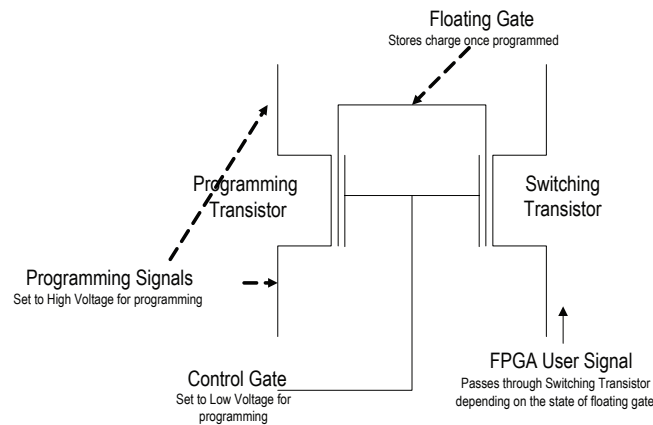 Floating Gate
Stores charge once programmed
Programming
Transistor
Switching
Transistor
Programming Signals
Set to High Voltage for programming
Control Gate
Set to Low Voltage for
programming
FPGA User Signal
Passes through Switching Transistor
depending on the state of floating gate